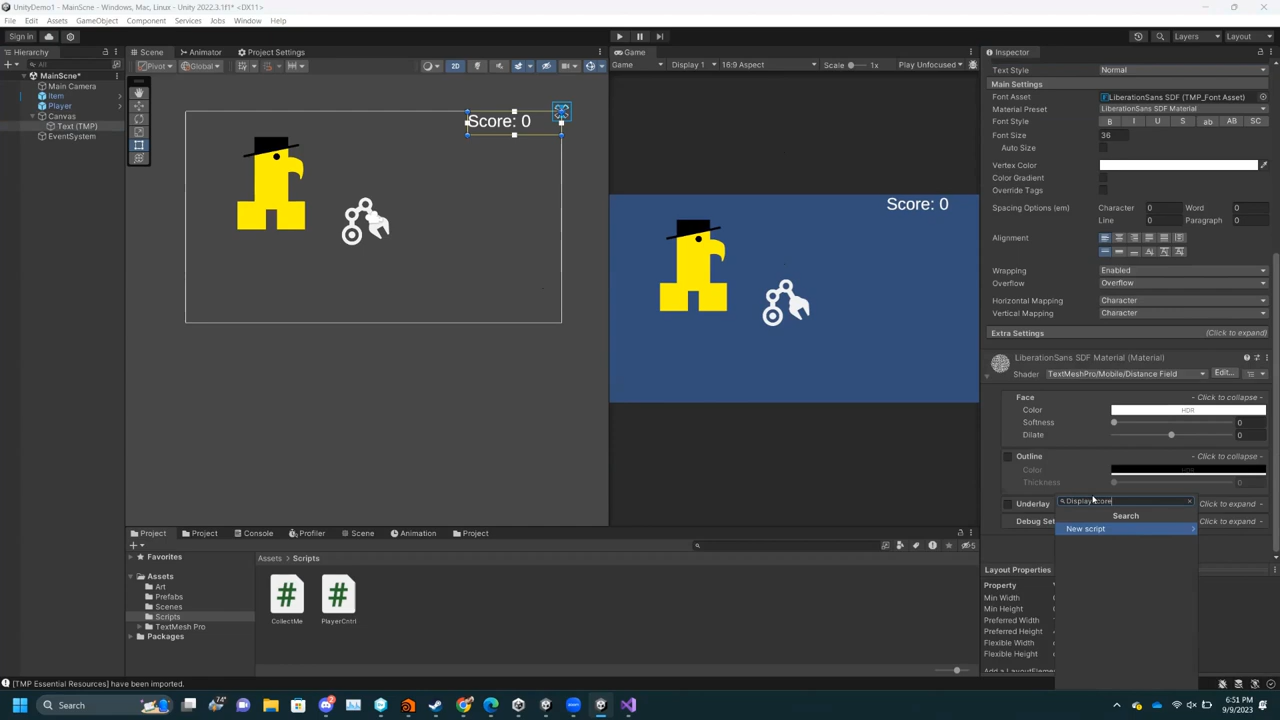 UnityDemo1 - MainScne - Windows, Mac, Linux - Unity 2022.3.1f1* <DX11>
File Edit Assets GameObject Component Services Jobs Window Help
Sign in
Layers
Layout
Hierarchy
All
MainScne*
Main Camera
Item
Player
Canvas
Text (TMP)
EventSystem
Scene Animator Project Settings
Pivot Global
2D
Score: 0
Game
Game Display 1 16:9 Aspect Scale 1x Play Unfocused
Score: 0
Inspector
Text Style Normal
Main Settings
Font Asset LiberationSans SDF (TMP_Font Asset)
Material Preset LiberationSans SDF Material
Font Style B I U S ab AB SC
Font Size 36
Auto Size
Vertex Color
Color Gradient
Override Tags
Spacing Options (em) Character 0 Word 0
Line 0 Paragraph 0
Alignment
Wrapping Enabled
Overflow Overflow
Horizontal Mapping Character
Vertical Mapping Character
Extra Settings (Click to expand)
LiberationSans SDF Material (Material)
Shader TextMeshPro/Mobile/Distance Field Edit...
Face - Click to collapse -
Color HDR
Softness 0
Dilate 0
Outline - Click to collapse -
Color HDR
Thickness 0
Underlay - Click to expand -
Debug Set - Click to expand -
Search
New script
Layout Properties
Property
Min Width
Min Height
Preferred Width
Preferred Height
Flexible Width
Flexible Height
Add a LayoutElem
Project Project Console Profiler Scene Animation Project
5
Favorites
Assets
Art
Prefabs
Scenes
Scripts
TextMesh Pro
Packages
Assets > Scripts
CollectMe
PlayerCntrl
[TMP Essential Resources] have been imported.
Search
74°
6:51 PM
9/9/2023